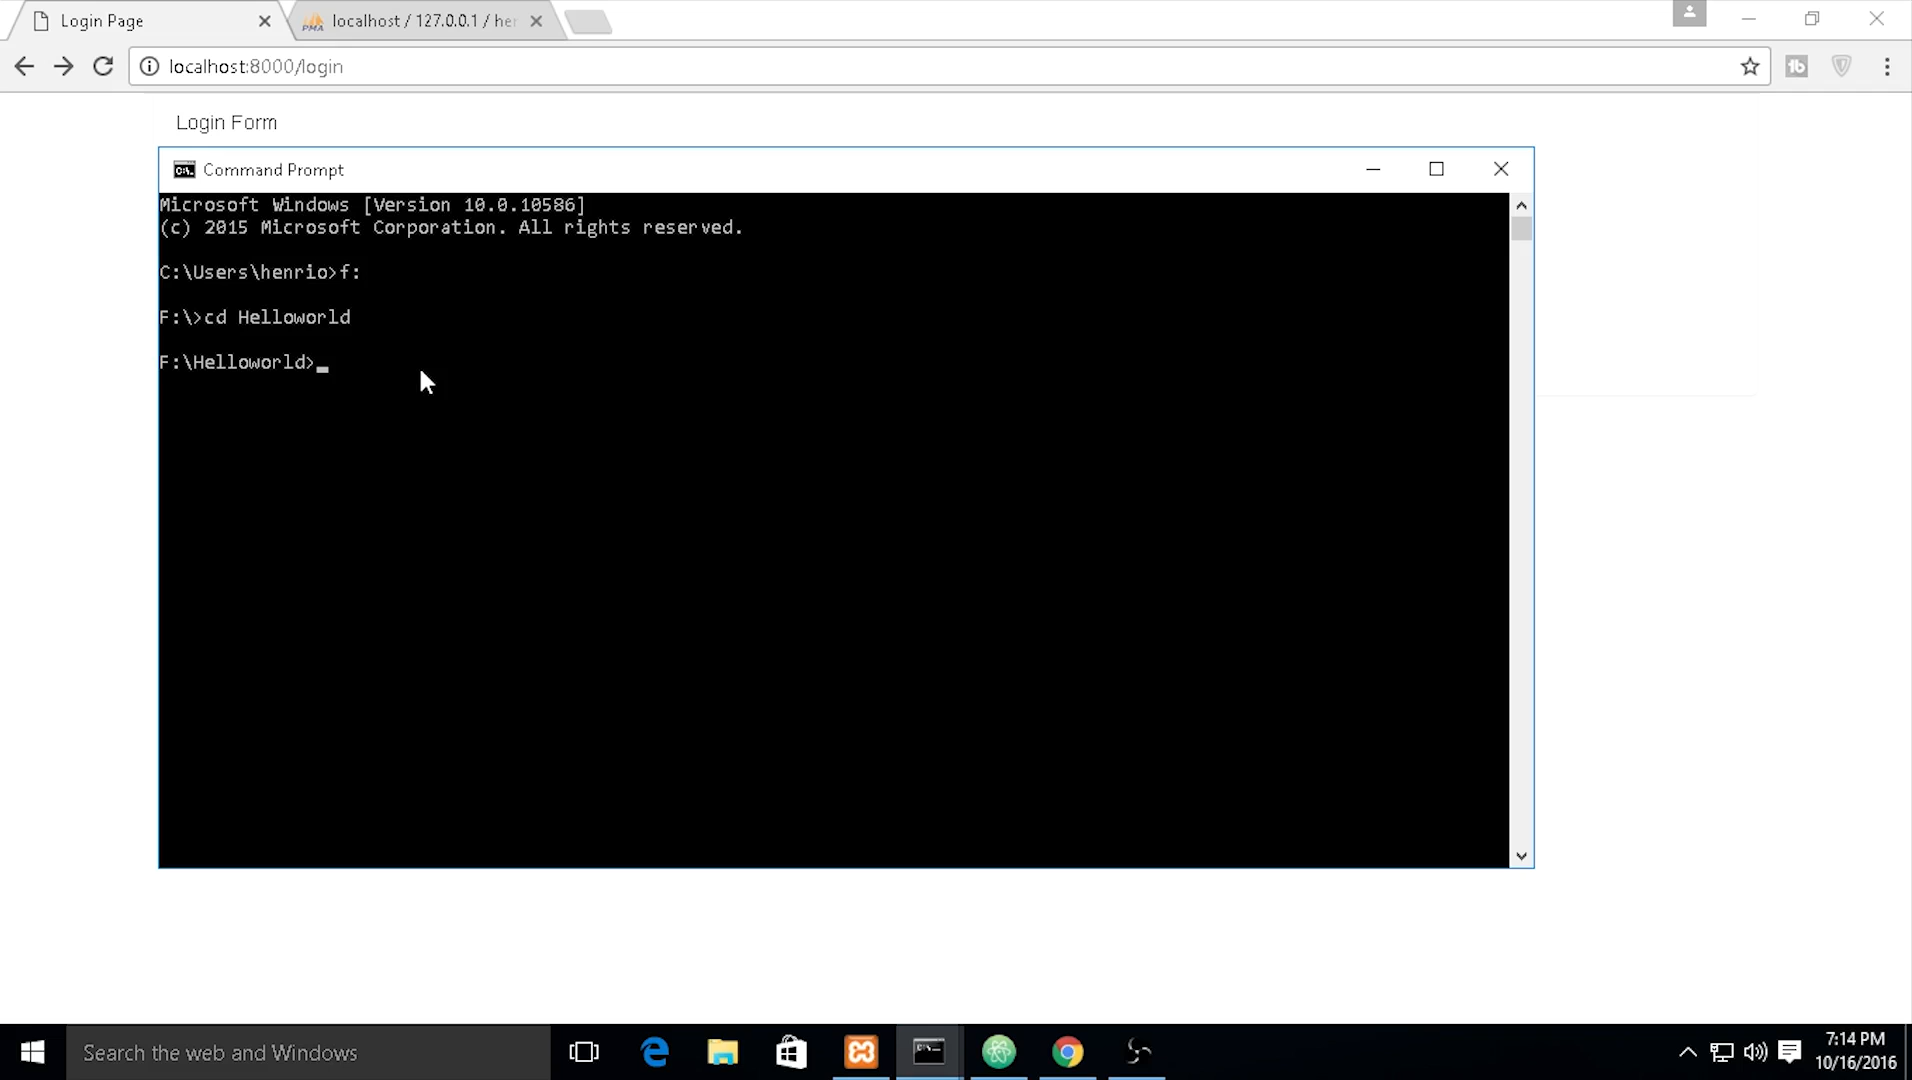 Login Page
localhost / 127.0.0.1 / her
localhost:8000/login
Login Form
Command Prompt
Microsoft Windows [Version 10.0.10586]
(c) 2015 Microsoft Corporation. All rights reserved.
C:\Users\henrio>f:
F:\>cd Helloworld
F:\Helloworld>
Search the web and Windows
7:14 PM
10/16/2016